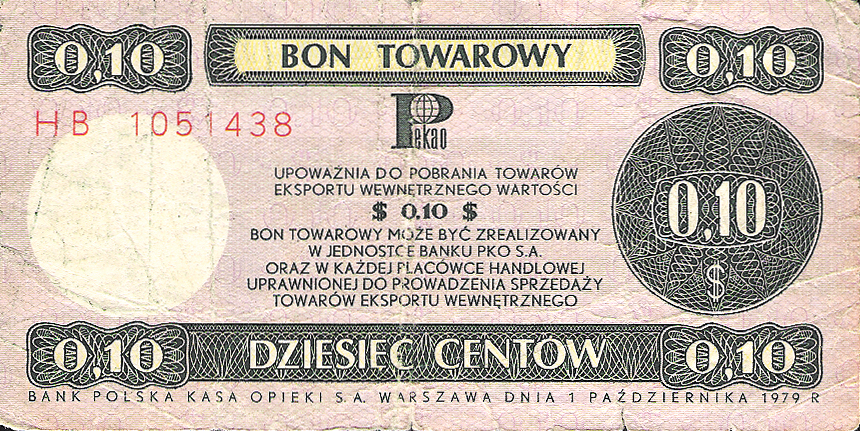 0,10 BON TOWAROWY 0,10
HB 1051438
Pekao
UPOWAŻNIA DO POBRANIA TOWARÓW
EKSPORTU WEWNĘTRZNEGO WARTOŚCI
$ 0,10 $
BON TOWAROWY MOŻE BYĆ ZREALIZOWANY
W JEDNOSTCE BANKU PKO S.A.
ORAZ W KAŻDEJ PLACÓWCE HANDLOWEJ
UPRAWNIONEJ DO PROWADZENIA SPRZEDAŻY
TOWARÓW EKSPORTU WEWNĘTRZNEGO
0,10
$
0,10 DZIESIĘĆ CENTÓW 0,10
BANK POLSKA KASA OPIEKI S.A. WARSZAWA DNIA 1 PAŹDZIERNIKA 1979 R